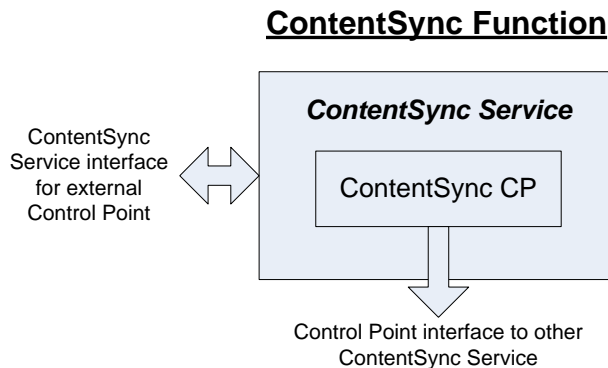 ContentSync Function
ContentSync Service
ContentSync
Service interface
for external
Control Point
ContentSync CP
Control Point interface to other
ContentSync Service